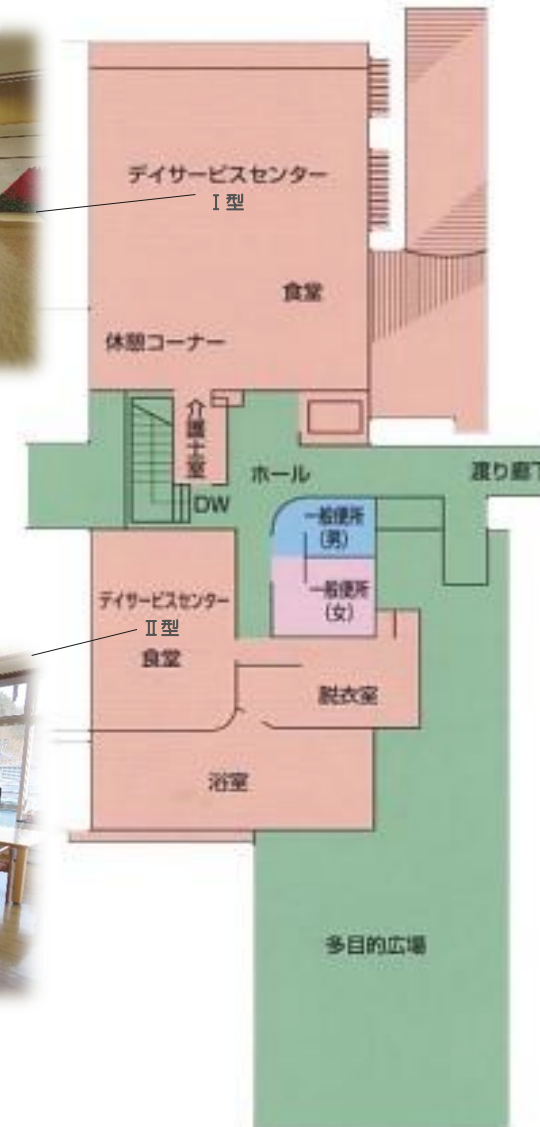 デイサービスセンター
Ⅰ型
食堂
休憩コーナー
介護士室
ホール
渡り廊下
DW
一般便所
(男)
デイサービスセンター
一般便所
(女)
Ⅱ型
食堂
脱衣室
浴室
多目的広場